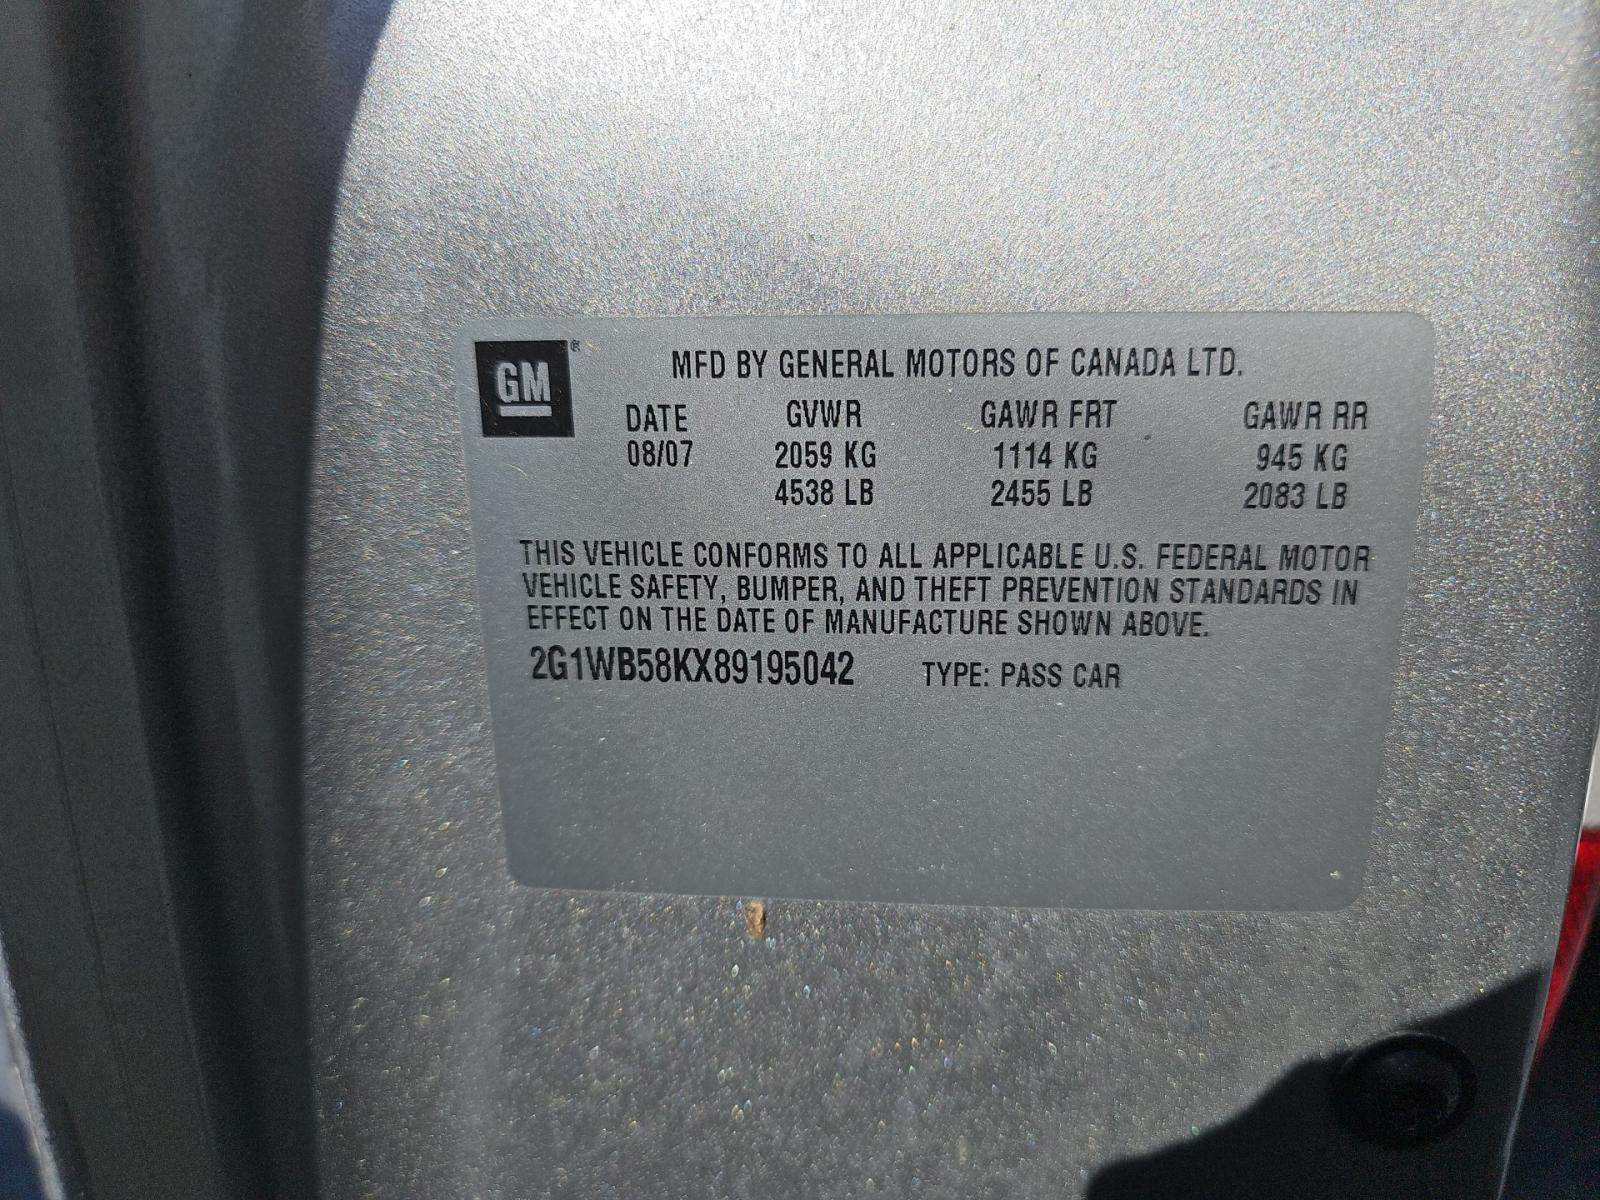 GM®
MFD BY GENERAL MOTORS OF CANADA LTD.
DATE GVWR GAWR FRT GAWR RR
08/07 2059 KG 1114 KG 945 KG
4538 LB 2455 LB 2083 LB
THIS VEHICLE CONFORMS TO ALL APPLICABLE U.S. FEDERAL MOTOR
VEHICLE SAFETY, BUMPER, AND THEFT PREVENTION STANDARDS IN
EFFECT ON THE DATE OF MANUFACTURE SHOWN ABOVE.
2G1WB58KX89195042 TYPE: PASS CAR